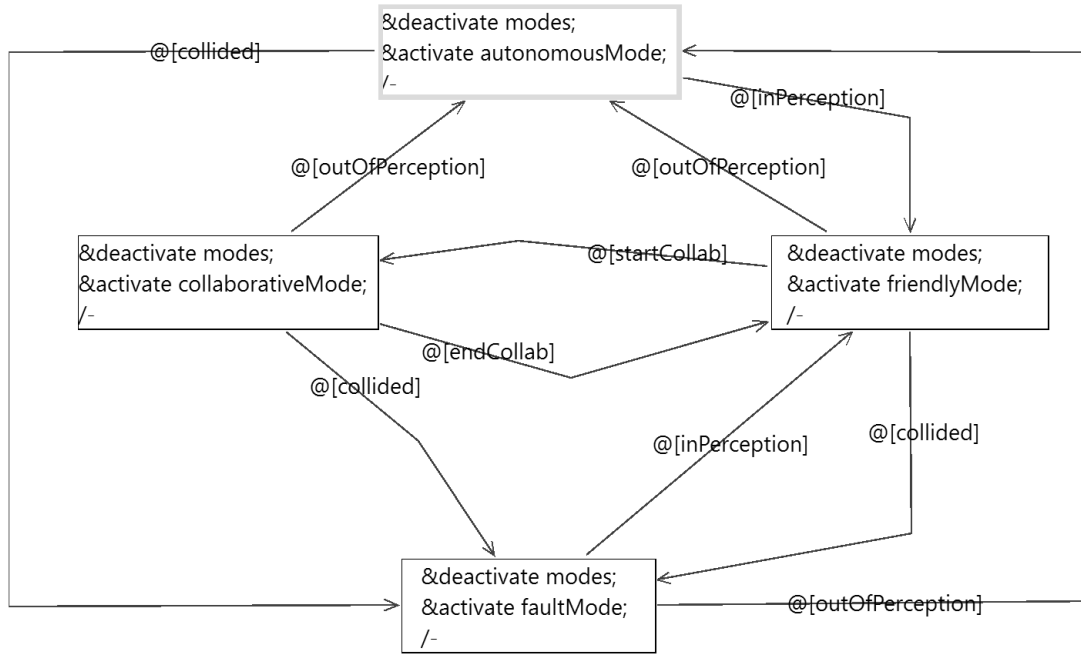 &deactivate modes;
@[collided]
&activate autonomousMode;
/-
@[inPerception]
@[outOfPerception]
@[outOfPerception]
&deactivate modes;
&activate collaborativeMode;
/-
@[startCollab]
&deactivate modes;
&activate friendlyMode;
/-
@[endCollab]
@[collided]
@[inPerception]
@[collided]
&deactivate modes;
&activate faultMode;
/-
@[outOfPerception]